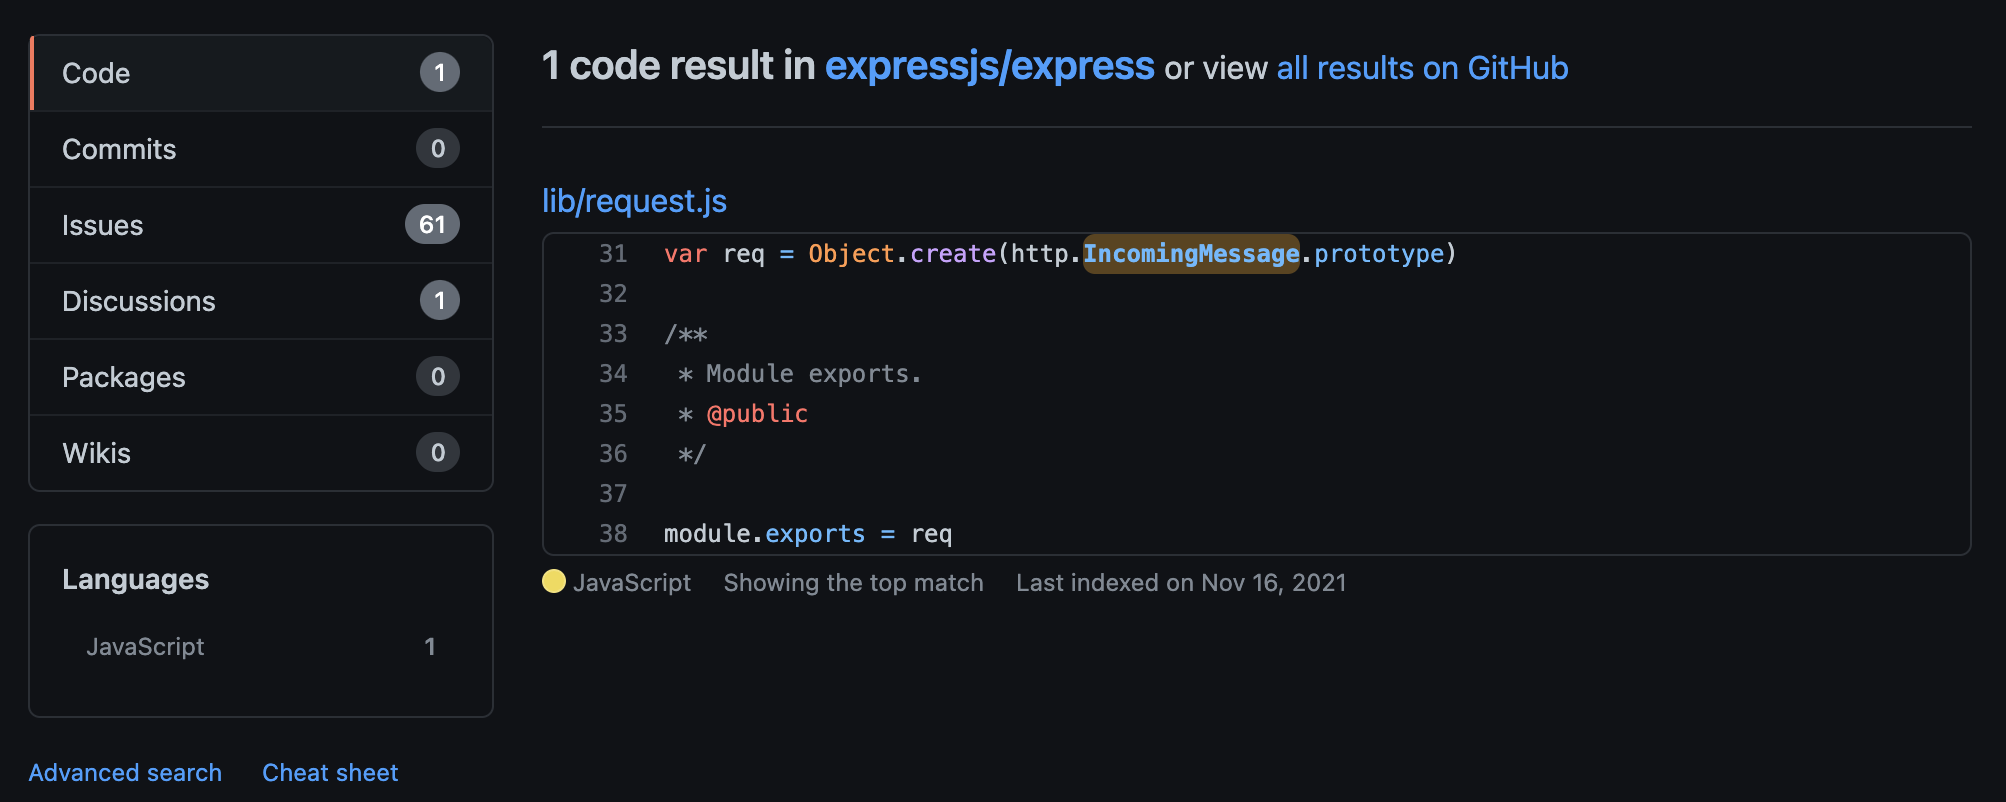 Code 1
Commits 0
Issues 61
Discussions 1
Packages 0
Wikis 0
Languages
JavaScript 1
Advanced search Cheat sheet
1 code result in expressjs/express or view all results on GitHub
lib/request.js
31 var req = Object.create(http.IncomingMessage.prototype)
32
33 /**
34  * Module exports.
35  * @public
36  */
37
38 module.exports = req
JavaScript Showing the top match Last indexed on Nov 16, 2021